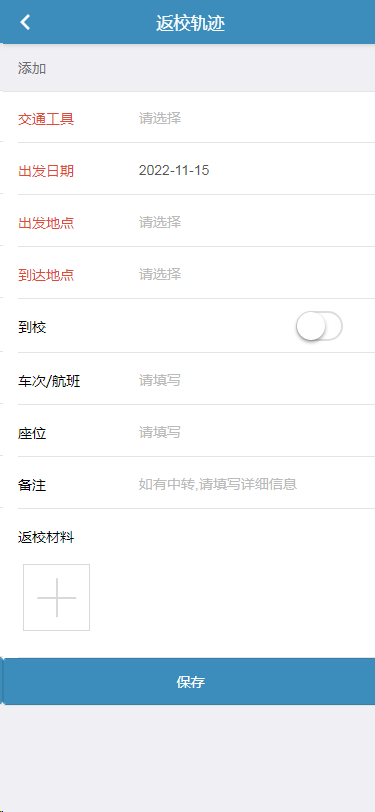 返校轨迹
添加
交通工具 请选择
出发日期 2022-11-15
出发地点 请选择
到达地点 请选择
到校
车次/航班 请填写
座位 请填写
备注 如有中转,请填写详细信息
返校材料
保存